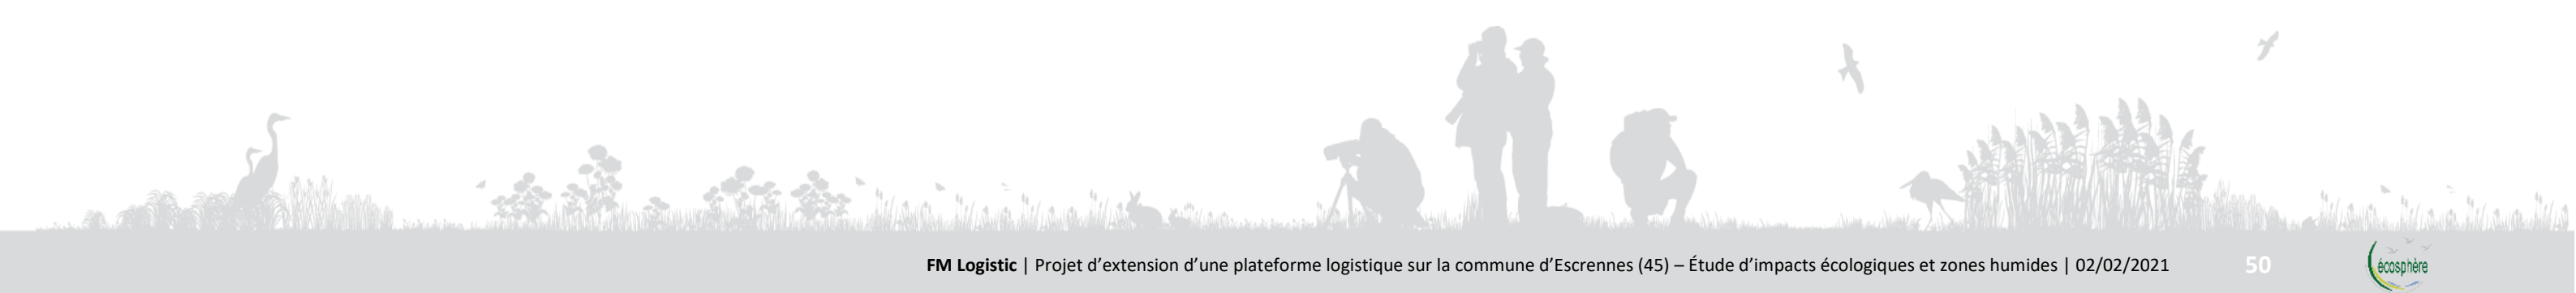 FM Logistic | Projet d’extension d’une plateforme logistique sur la commune d’Escrennes (45) – Étude d’impacts écologiques et zones humides | 02/02/2021 50 écosphère